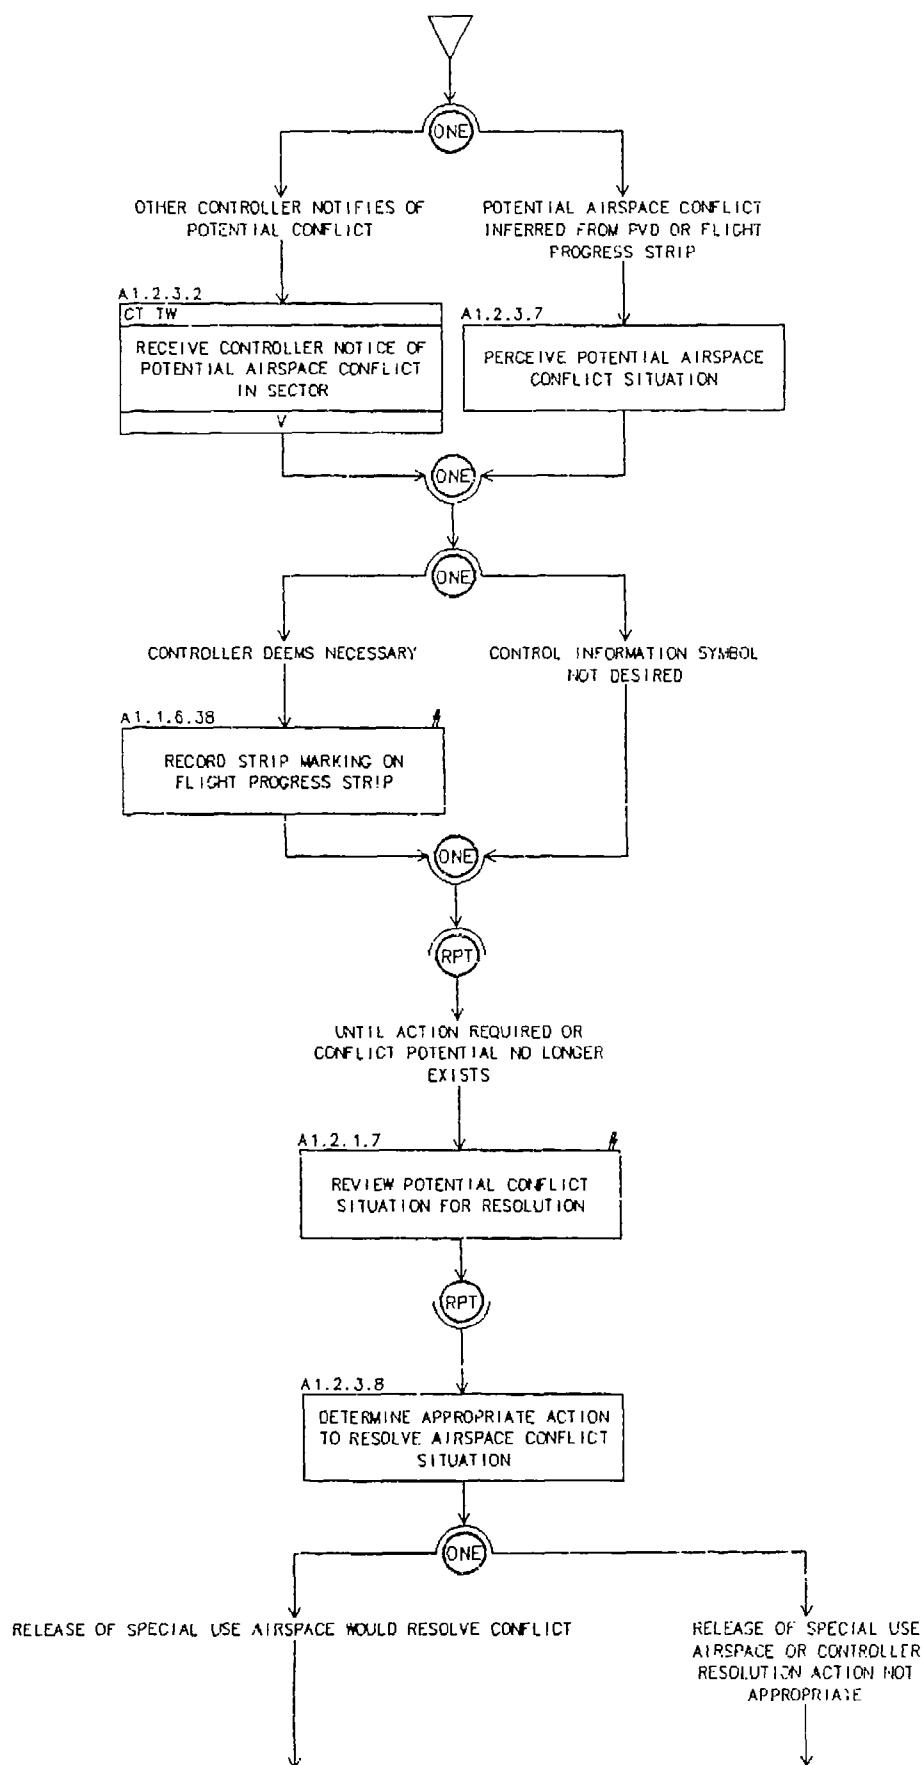 ONE
OTHER CONTROLLER NOTIFIES OF
POTENTIAL CONFLICT
POTENTIAL AIRSPACE CONFLICT
INFERRED FROM PVD OR FLIGHT
PROGRESS STRIP
A1.2.3.2
CT TW
RECEIVE CONTROLLER NOTICE OF
POTENTIAL AIRSPACE CONFLICT
IN SECTOR
V
A1.2.3.7
PERCEIVE POTENTIAL AIRSPACE
CONFLICT SITUATION
ONE
ONE
CONTROLLER DEEMS NECESSARY
CONTROL INFORMATION SYMBOL
NOT DESIRED
A1.1.6.38
RECORD STRIP MARKING ON
FLIGHT PROGRESS STRIP
ONE
RPT
UNTIL ACTION REQUIRED OR
CONFLICT POTENTIAL NO LONGER
EXISTS
A1.2.1.7
REVIEW POTENTIAL CONFLICT
SITUATION FOR RESOLUTION
RPT
A1.2.3.8
DETERMINE APPROPRIATE ACTION
TO RESOLVE AIRSPACE CONFLICT
SITUATION
ONE
RELEASE OF SPECIAL USE AIRSPACE WOULD RESOLVE CONFLICT
RELEASE OF SPECIAL USE
AIRSPACE OR CONTROLLER
RESOLUTION ACTION NOT
APPROPRIATE